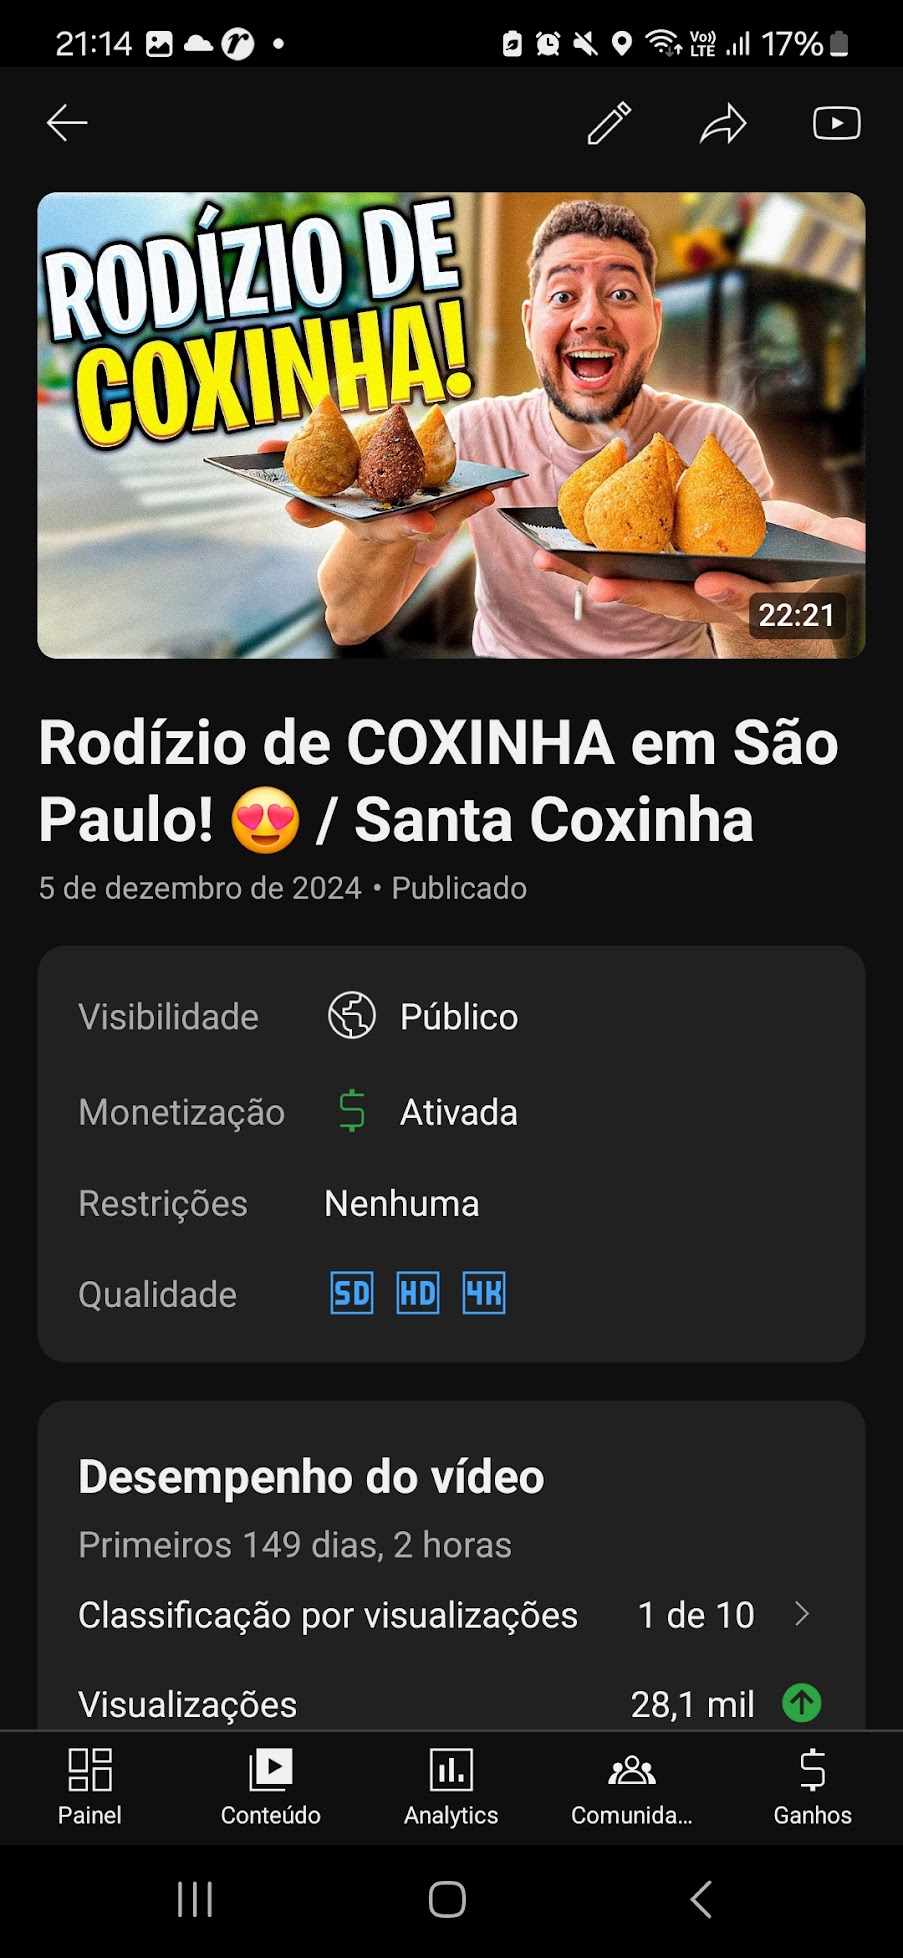 21:14
Vo))
LTE
17%
RODÍZIO DE
COXINHA!
22:21
Rodízio de COXINHA em São
Paulo! 😍 / Santa Coxinha
5 de dezembro de 2024 • Publicado
Visibilidade Público
Monetização Ativada
Restrições Nenhuma
Qualidade SD HD 4K
Desempenho do vídeo
Primeiros 149 dias, 2 horas
Classificação por visualizações 1 de 10
Visualizações 28,1 mil
Painel Conteúdo Analytics Comunida... Ganhos